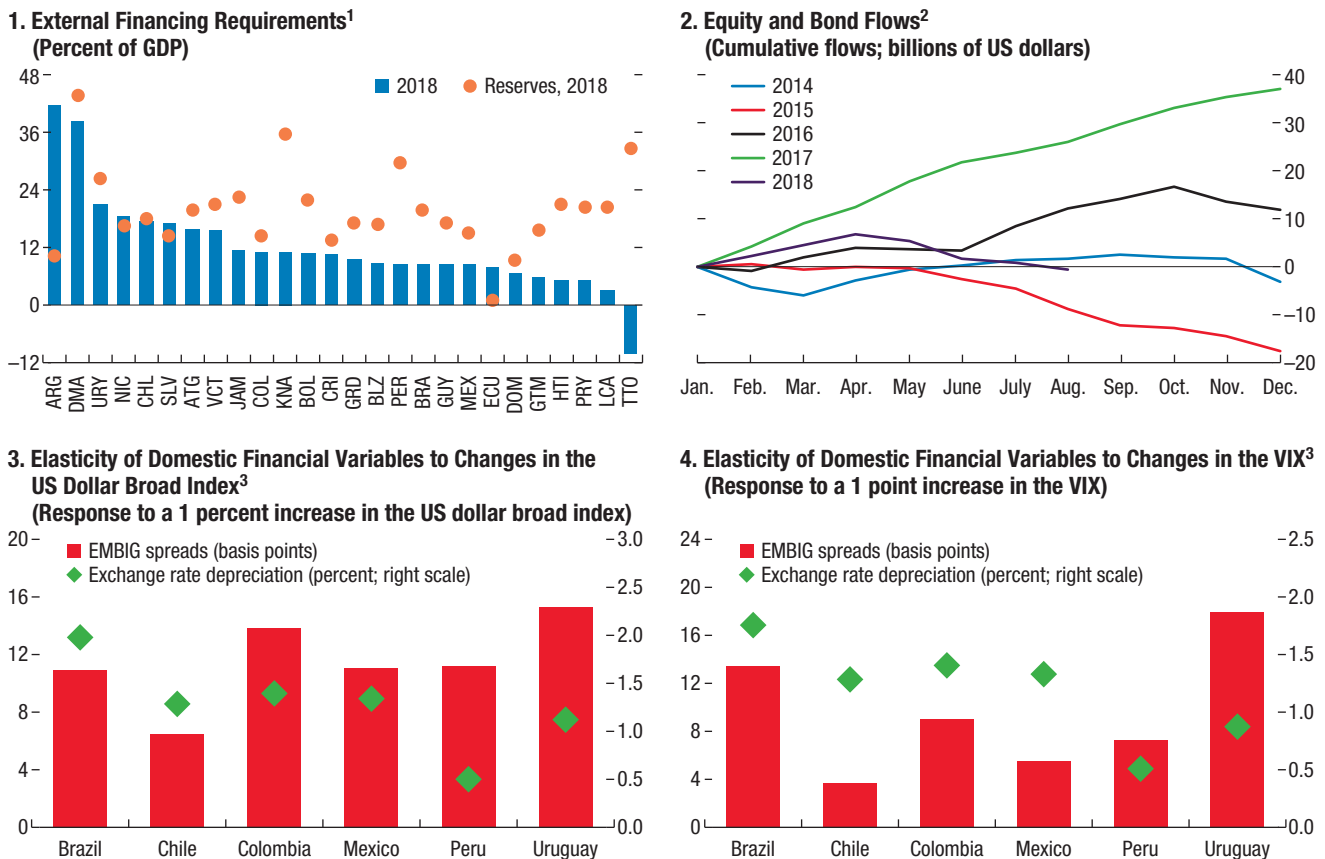 1. External Financing Requirements¹
(Percent of GDP)
48
36
24
12
0
–12
2018
Reserves, 2018
ARG
DMA
URY
NIC
CHL
SLV
ATG
VCT
JAM
COL
KNA
BOL
CRI
GRD
BLZ
PER
BRA
GUY
MEX
ECU
DOM
GTM
HTI
PRY
LCA
TTO
2. Equity and Bond Flows²
(Cumulative flows; billions of US dollars)
2014
2015
2016
2017
2018
40
30
20
10
0
–10
–20
Jan.
Feb.
Mar.
Apr.
May
June
July
Aug.
Sep.
Oct.
Nov.
Dec.
3. Elasticity of Domestic Financial Variables to Changes in the
US Dollar Broad Index³
(Response to a 1 percent increase in the US dollar broad index)
EMBIG spreads (basis points)
Exchange rate depreciation (percent; right scale)
20
16
12
8
4
0
3.0
2.5
2.0
1.5
1.0
0.5
0.0
Brazil
Chile
Colombia
Mexico
Peru
Uruguay
4. Elasticity of Domestic Financial Variables to Changes in the VIX³
(Response to a 1 point increase in the VIX)
EMBIG spreads (basis points)
Exchange rate depreciation (percent; right scale)
24
20
16
12
8
4
0
2.5
2.0
1.5
1.0
0.5
0.0
Brazil
Chile
Colombia
Mexico
Peru
Uruguay